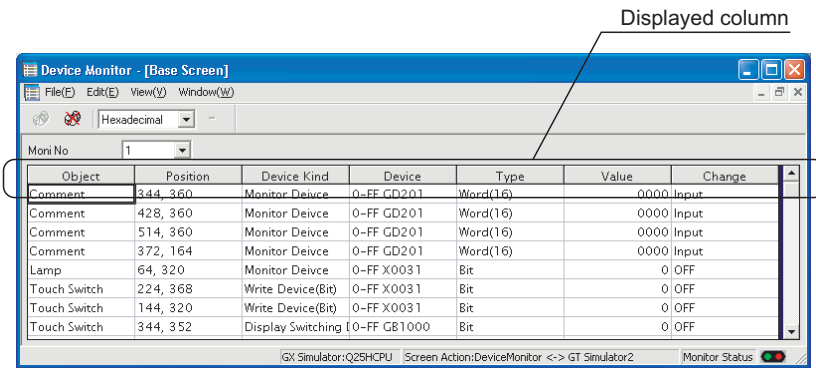 Displayed column
Device Monitor - [Base Screen]
File(F) Edit(E) View(V) Window(W)
Hexadecimal
Moni No 1
Object Position Device Kind Device Type Value Change
Comment 344, 360 Monitor Deivce 0-FF GD201 Word(16) 0000 Input
Comment 428, 360 Monitor Deivce 0-FF GD201 Word(16) 0000 Input
Comment 514, 360 Monitor Deivce 0-FF GD201 Word(16) 0000 Input
Comment 372, 164 Monitor Deivce 0-FF GD201 Word(16) 0000 Input
Lamp 64, 320 Monitor Deivce 0-FF X0031 Bit 0 OFF
Touch Switch 224, 368 Write Device(Bit) 0-FF X0031 Bit 0 OFF
Touch Switch 144, 320 Write Device(Bit) 0-FF X0031 Bit 0 OFF
Touch Switch 344, 352 Display Switching [ 0-FF GB1000 Bit 0 OFF
GX Simulator:Q25HCPU Screen Action:DeviceMonitor <-> GT Simulator2 Monitor Status